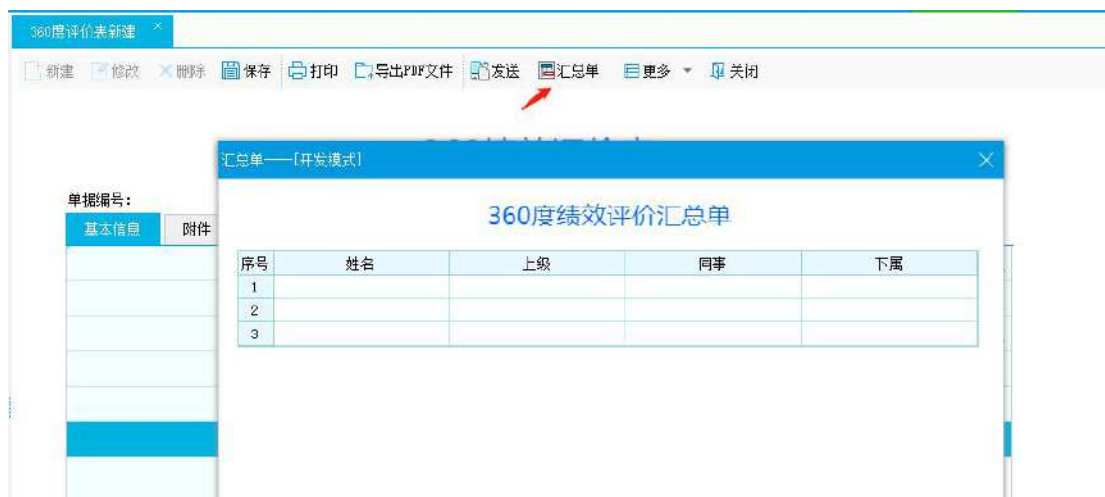 360度评价表新建 ×
新建 修改 删除 保存 打印 导出PDF文件 发送 汇总单 更多 关闭
汇总单——[开发模式]
单据编号:
360度绩效评价汇总单
基本信息 附件
序号 姓名 上级 同事 下属
1
2
3